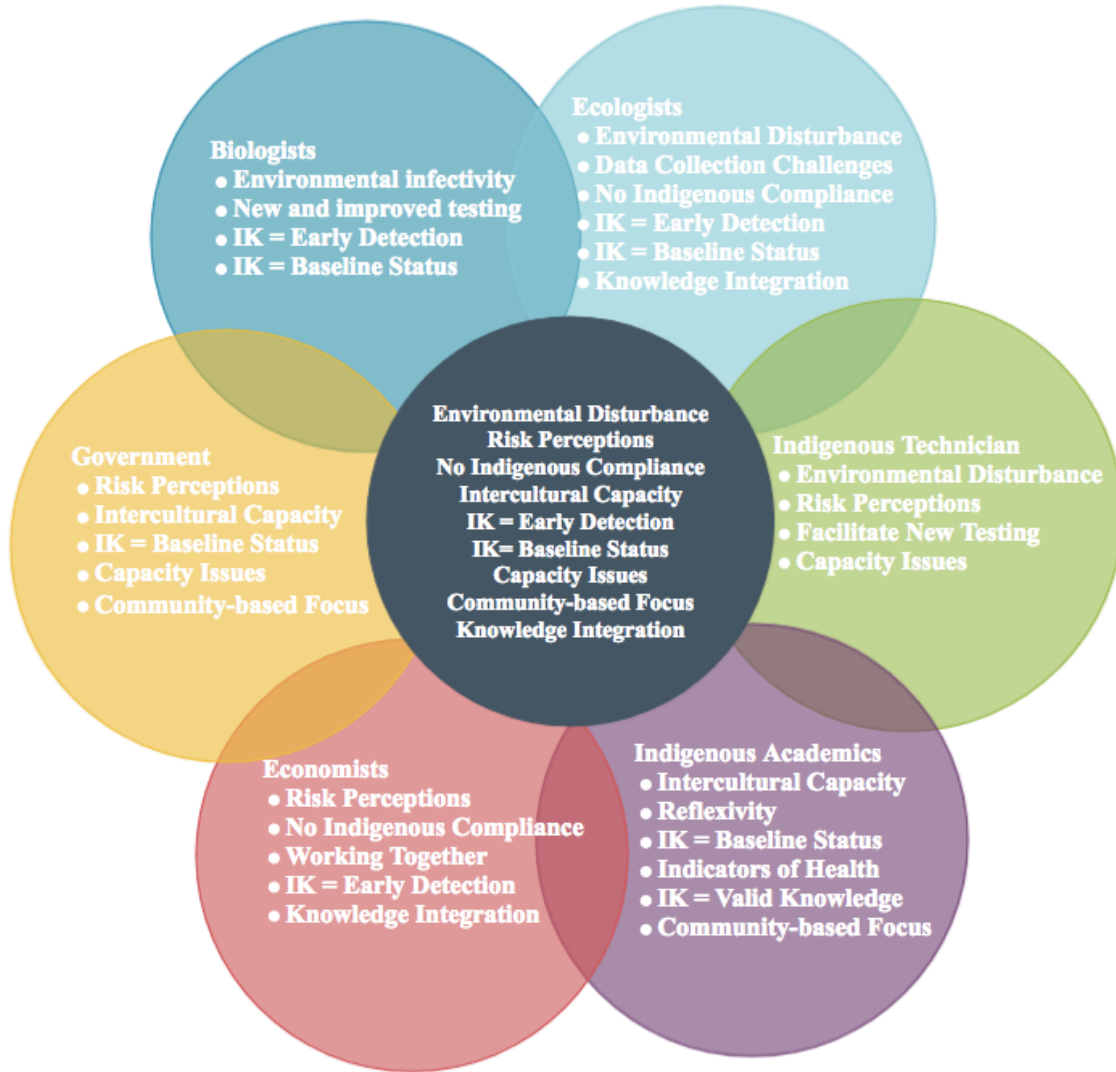 Biologists
• Environmental infectivity
• New and improved testing
• IK = Early Detection
• IK = Baseline Status
Ecologists
• Environmental Disturbance
• Data Collection Challenges
• No Indigenous Compliance
• IK = Early Detection
• IK = Baseline Status
• Knowledge Integration
Government
• Risk Perceptions
• Intercultural Capacity
• IK = Baseline Status
• Capacity Issues
• Community-based Focus
Environmental Disturbance
Risk Perceptions
No Indigenous Compliance
Intercultural Capacity
IK = Early Detection
IK= Baseline Status
Capacity Issues
Community-based Focus
Knowledge Integration
Indigenous Technician
• Environmental Disturbance
• Risk Perceptions
• Facilitate New Testing
• Capacity Issues
Economists
• Risk Perceptions
• No Indigenous Compliance
• Working Together
• IK = Early Detection
• Knowledge Integration
Indigenous Academics
• Intercultural Capacity
• Reflexivity
• IK = Baseline Status
• Indicators of Health
• IK = Valid Knowledge
• Community-based Focus